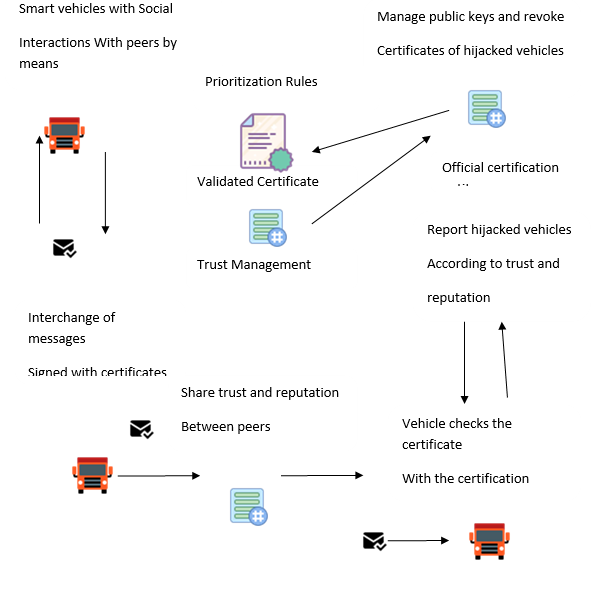 Smart vehicles with Social
Interactions With peers by
means
Manage public keys and revoke
Certificates of hijacked vehicles
Prioritization Rules
Validated Certificate
Official certification
Trust Management
Report hijacked vehicles
According to trust and
reputation
Interchange of
messages
Signed with certificates
Share trust and reputation
Between peers
Vehicle checks the
certificate
With the certification